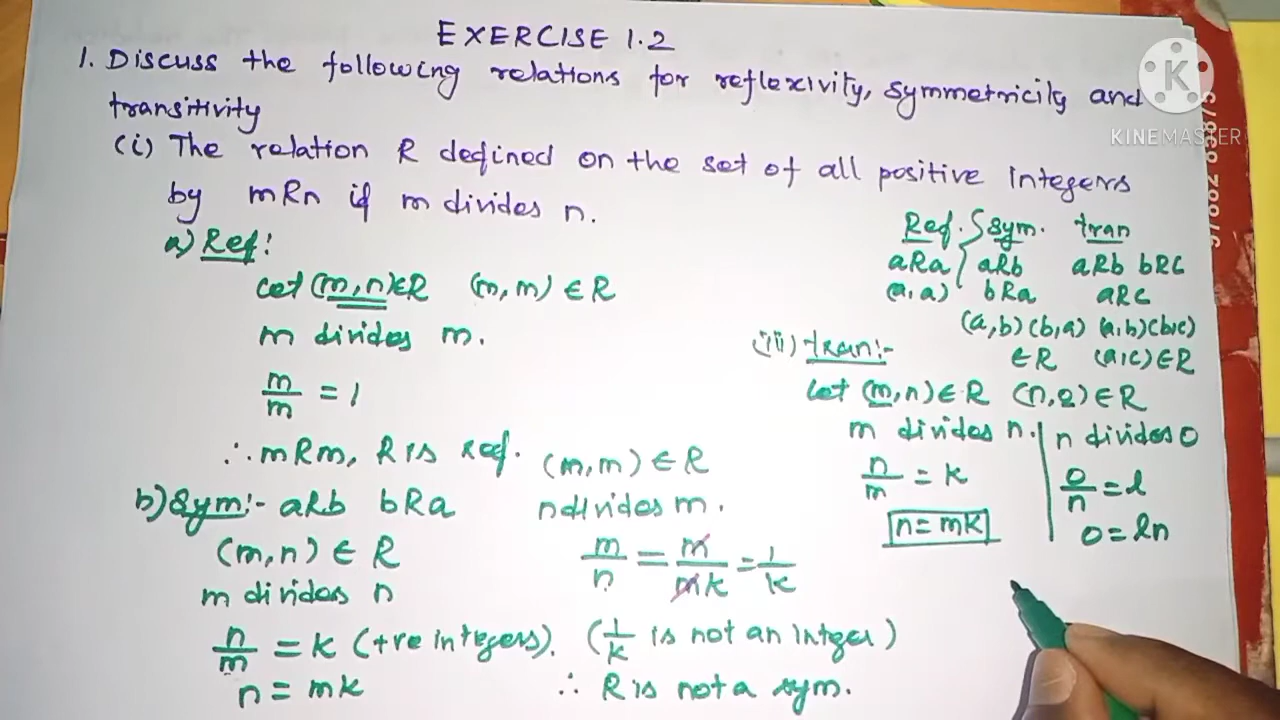 EXERCISE 1.2
1. Discuss the following relations for reflexivity, symmetricity and
transitivity
(i) The relation R defined on the set of all positive integers
by mRn if m divides n.
a) Ref:
Let (m,n)∈R (m,m) ∈ R
m divides m.
m/m = 1
∴ mRm, R is ref.
b) Sym:- aRb bRa
(m,n) ∈ R
m divides n
n/m = k (+ve integers).
n = mk
(m,m) ∈ R
n divides m.
m/n = m/mk = 1/k
(1/k is not an intger)
∴ R is not a sym.
Ref. Sym. tran
aRa aRb aRb bRC
(a,a) bRa aRC
(a,b)(b,a) (a,b)(b,c)
∈R (a,c)∈R
(iii) tran:-
Let (m,n)∈R (n,o)∈R
m divides n. n divides o
n/m = k
n = mk
o/n = l
o = ln
KINEMASTER
K